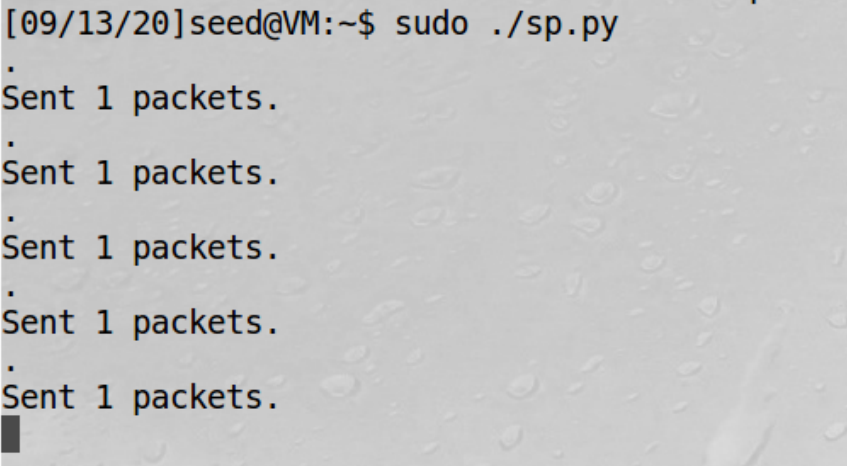 [09/13/20]seed@VM:~$ sudo ./sp.py
.
Sent 1 packets.
.
Sent 1 packets.
.
Sent 1 packets.
.
Sent 1 packets.
.
Sent 1 packets.